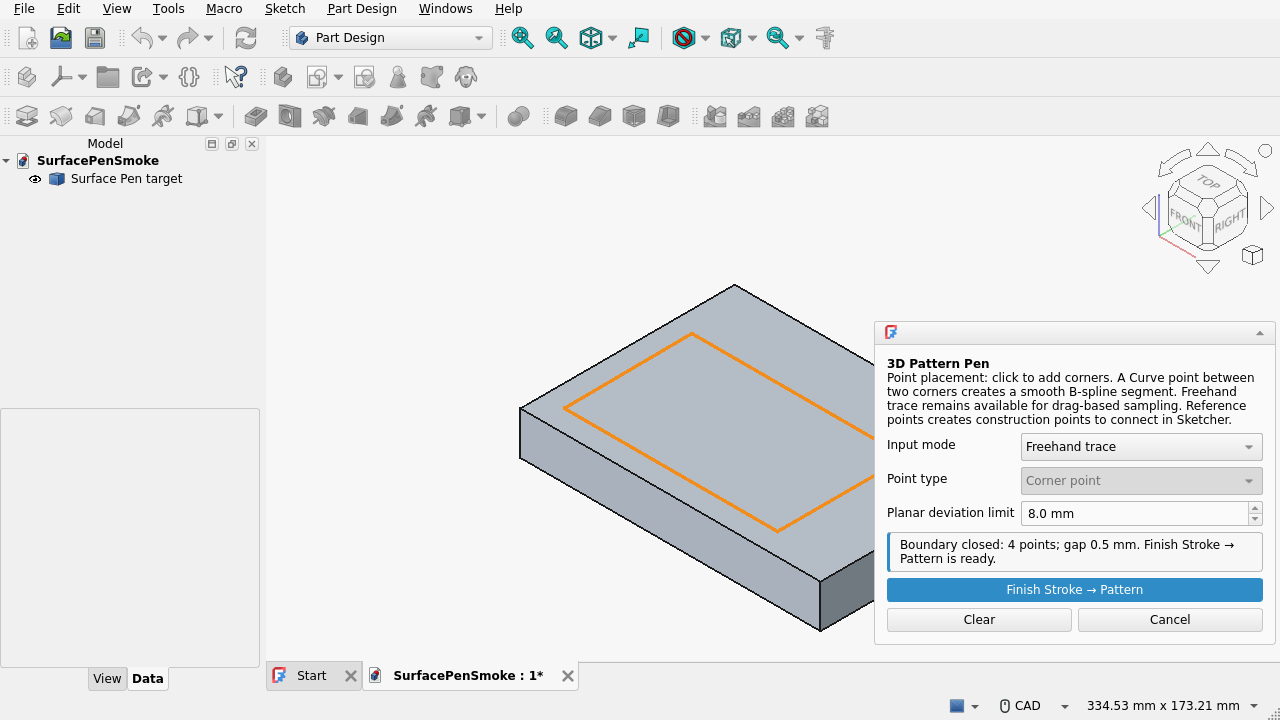 File Edit View Tools Macro Sketch Part Design Windows Help
Part Design
Model
SurfacePenSmoke
Surface Pen target
TOP
FRONT
RIGHT
3D Pattern Pen
Point placement: click to add corners. A Curve point between
two corners creates a smooth B-spline segment. Freehand
trace remains available for drag-based sampling. Reference
points creates construction points to connect in Sketcher.
Input mode Freehand trace
Point type Corner point
Planar deviation limit 8.0 mm
Boundary closed: 4 points; gap 0.5 mm. Finish Stroke →
Pattern is ready.
Finish Stroke → Pattern
Clear Cancel
View Data
Start SurfacePenSmoke : 1*
CAD 334.53 mm x 173.21 mm